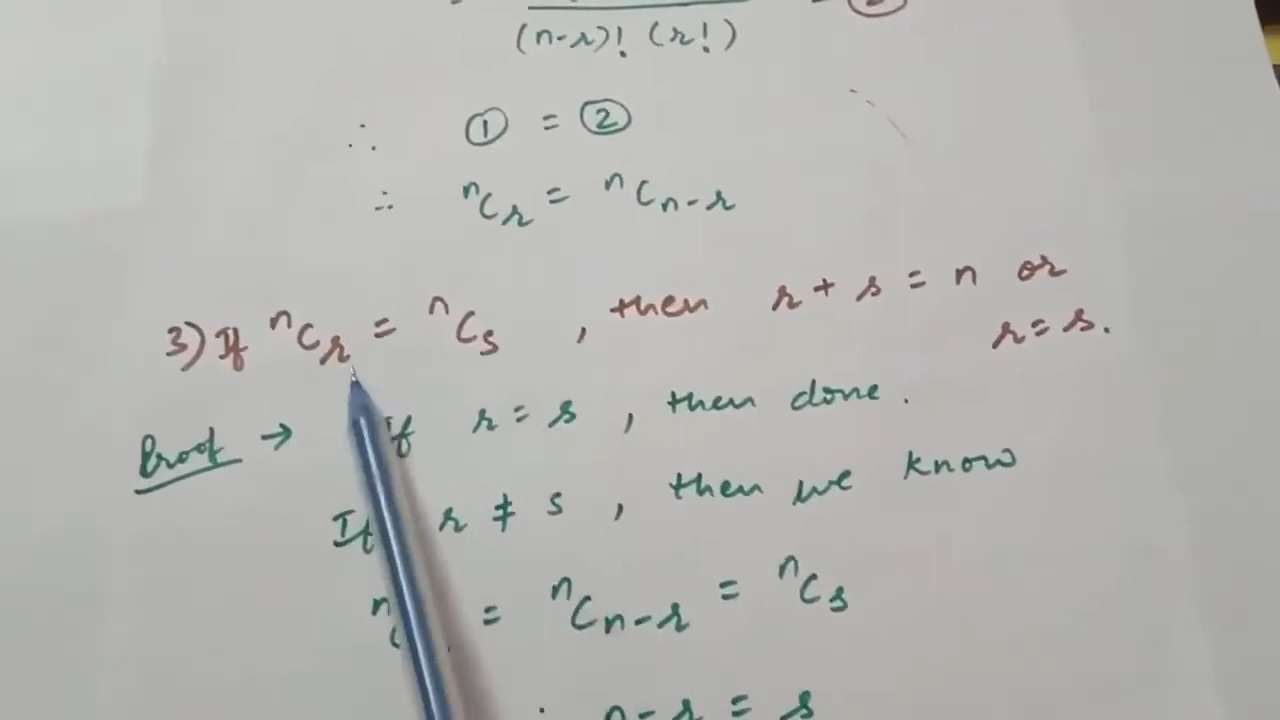 (n-r)! (r!)
∴ ① = ②
∴ ⁿCr = ⁿCn-r
3) If ⁿCr = ⁿCs , then r + s = n or
r = s.
Proof → If r = s , then done .
If r ≠ s , then we know
ⁿC = ⁿCn-r = ⁿCs
n-r = s